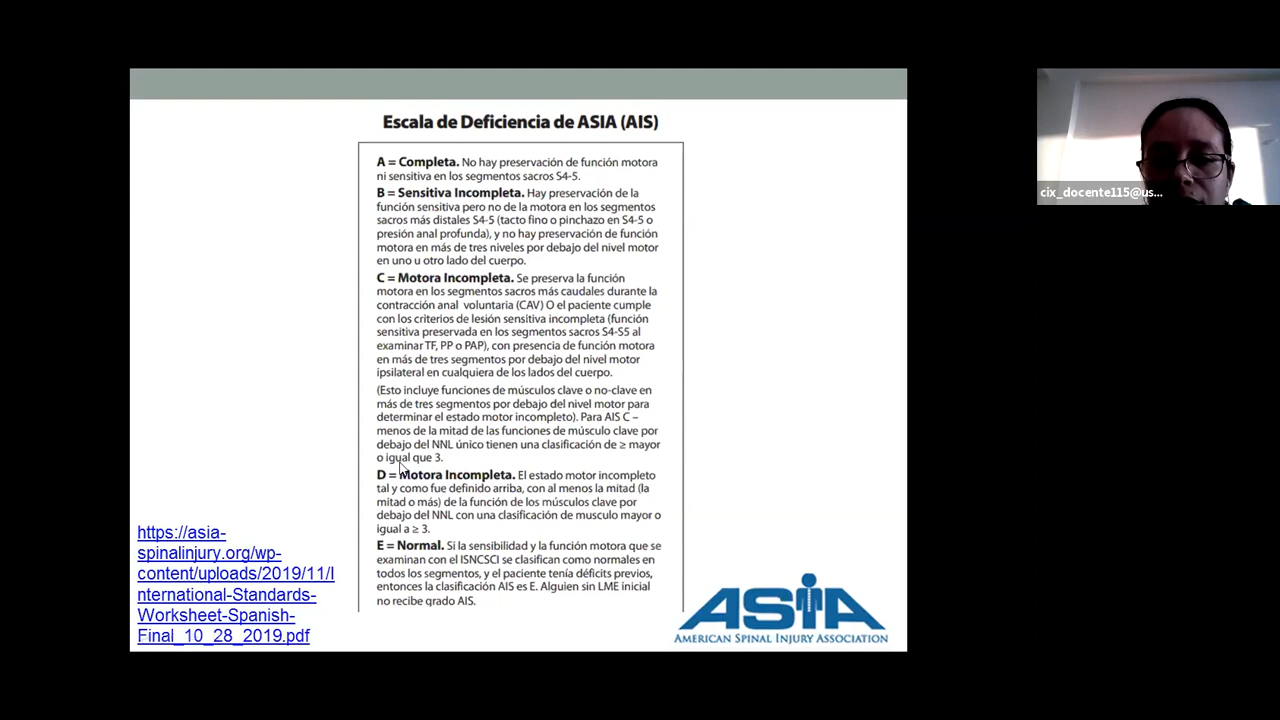 Escala de Deficiencia de ASIA (AIS)
A = Completa. No hay preservación de función motora
ni sensitiva en los segmentos sacros S4-5.
B = Sensitiva Incompleta. Hay preservación de la
función sensitiva pero no de la motora en los segmentos
sacros más distales S4-5 (tacto fino o pinchazo en S4-5 o
presión anal profunda), y no hay preservación de función
motora en más de tres niveles por debajo del nivel motor
en uno u otro lado del cuerpo.
C = Motora Incompleta. Se preserva la función
motora en los segmentos sacros más caudales durante la
contracción anal voluntaria (CAV) O el paciente cumple
con los criterios de lesión sensitiva incompleta (función
sensitiva preservada en los segmentos sacros S4-S5 al
examinar TF, PP o PAP), con presencia de función motora
en más de tres segmentos por debajo del nivel motor
ipsilateral en cualquiera de los lados del cuerpo.
(Esto incluye funciones de músculos clave o no-clave en
más de tres segmentos por debajo del nivel motor para
determinar el estado motor incompleto). Para AIS C –
menos de la mitad de las funciones de músculo clave por
debajo del NNL único tienen una clasificación de ≥ mayor
o igual que 3.
D = Motora Incompleta. El estado motor incompleto
tal y como fue definido arriba, con al menos la mitad (la
mitad o más) de la función de los músculos clave por
debajo del NNL con una clasificación de musculo mayor o
igual a ≥ 3.
E = Normal. Si la sensibilidad y la función motora que se
examinan con el ISNCSCI se clasifican como normales en
todos los segmentos, y el paciente tenía déficits previos,
entonces la clasificación AIS es E. Alguien sin LME inicial
no recibe grado AIS.
https://asia-
spinalinjury.org/wp-
content/uploads/2019/11/I
nternational-Standards-
Worksheet-Spanish-
Final_10_28_2019.pdf
ASIA
AMERICAN SPINAL INJURY ASSOCIATION
cix_docente115@us...